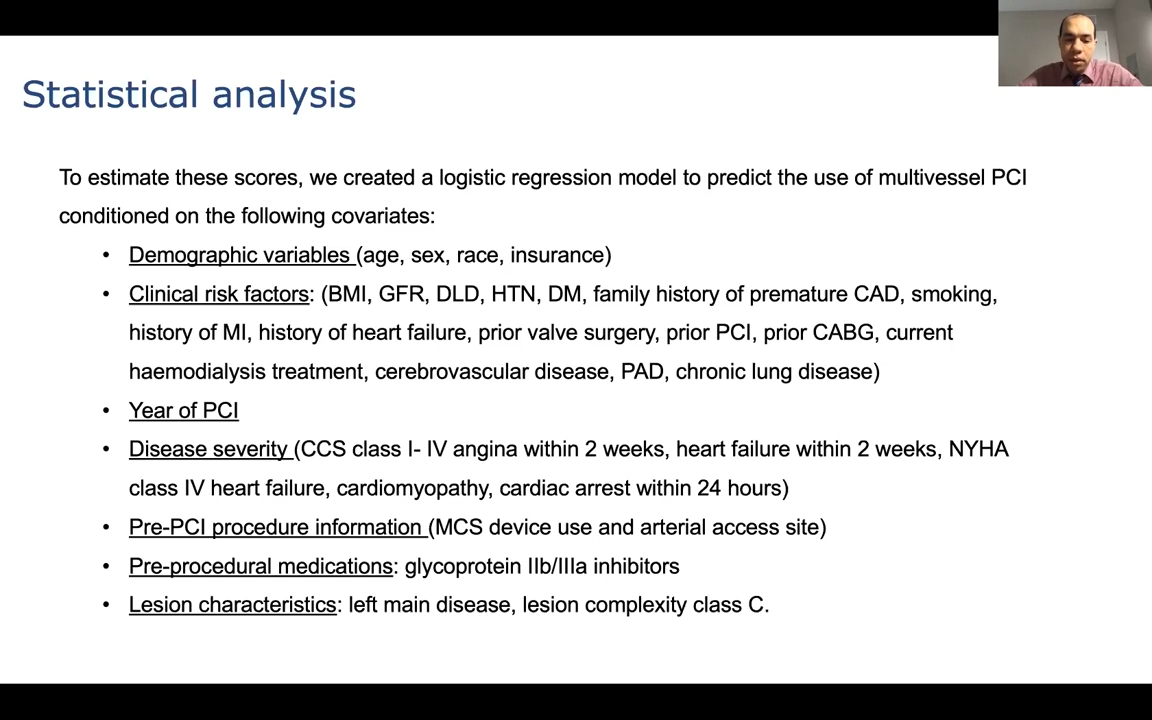 Statistical analysis
To estimate these scores, we created a logistic regression model to predict the use of multivessel PCI
conditioned on the following covariates:
• Demographic variables (age, sex, race, insurance)
• Clinical risk factors: (BMI, GFR, DLD, HTN, DM, family history of premature CAD, smoking,
history of MI, history of heart failure, prior valve surgery, prior PCI, prior CABG, current
haemodialysis treatment, cerebrovascular disease, PAD, chronic lung disease)
• Year of PCI
• Disease severity (CCS class I- IV angina within 2 weeks, heart failure within 2 weeks, NYHA
class IV heart failure, cardiomyopathy, cardiac arrest within 24 hours)
• Pre-PCI procedure information (MCS device use and arterial access site)
• Pre-procedural medications: glycoprotein IIb/IIIa inhibitors
• Lesion characteristics: left main disease, lesion complexity class C.